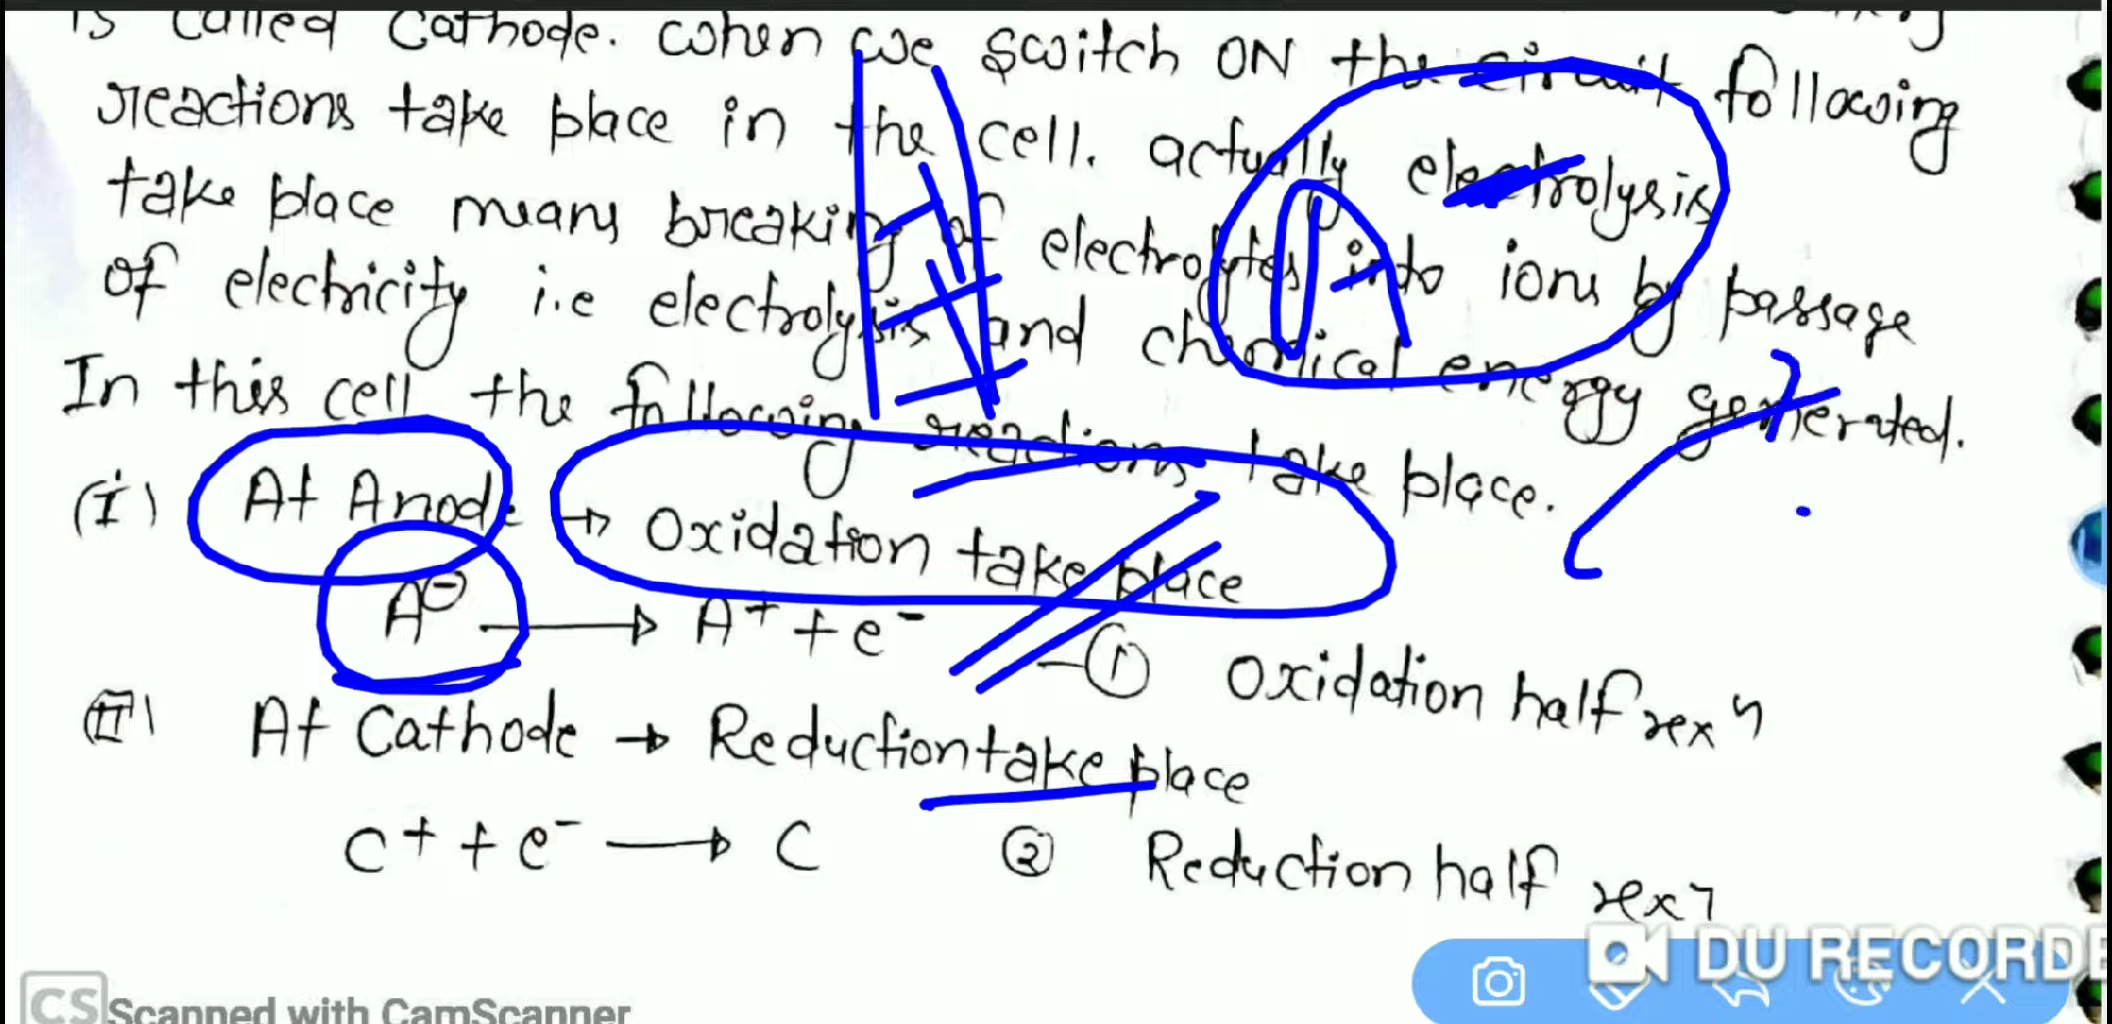 is called Cathode. when we switch ON the circuit following
reactions take place in the cell. actually electrolysis
take place means breaking of electrolytes into ions by passage
of electricity i.e electrolysis and chemical energy generated.
In this cell the following reactions take place.
(I) At Anode → Oxidation take place
A⊖ → A⁺ + e⁻ –① Oxidation half rexn
(II) At Cathode → Reduction take place
C⁺ + e⁻ → C ② Reduction half rexn
DU RECORDE
CS Scanned with CamScanner